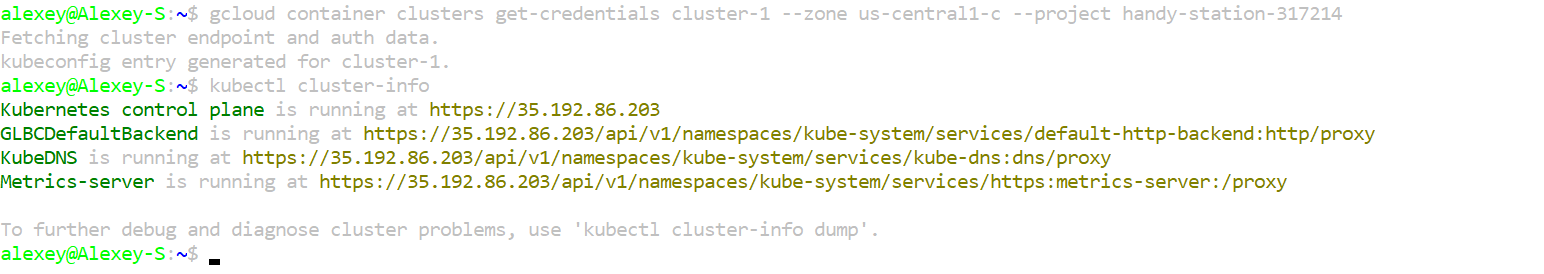 alexey@Alexey-S:~$ gcloud container clusters get-credentials cluster-1 --zone us-central1-c --project handy-station-317214
Fetching cluster endpoint and auth data.
kubeconfig entry generated for cluster-1.
alexey@Alexey-S:~$ kubectl cluster-info
Kubernetes control plane is running at https://35.192.86.203
GLBCDefaultBackend is running at https://35.192.86.203/api/v1/namespaces/kube-system/services/default-http-backend:http/proxy
KubeDNS is running at https://35.192.86.203/api/v1/namespaces/kube-system/services/kube-dns:dns/proxy
Metrics-server is running at https://35.192.86.203/api/v1/namespaces/kube-system/services/https:metrics-server:/proxy
To further debug and diagnose cluster problems, use 'kubectl cluster-info dump'.
alexey@Alexey-S:~$